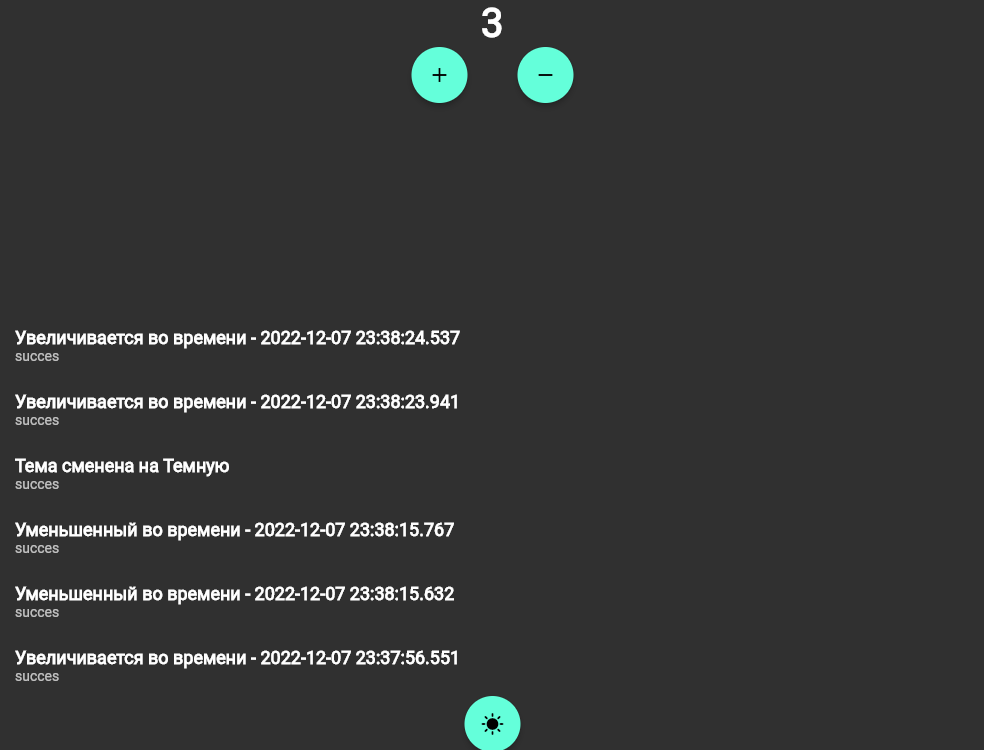 3
+ −
Увеличивается во времени - 2022-12-07 23:38:24.537
succes
Увеличивается во времени - 2022-12-07 23:38:23.941
succes
Тема сменена на Темную
succes
Уменьшенный во времени - 2022-12-07 23:38:15.767
succes
Уменьшенный во времени - 2022-12-07 23:38:15.632
succes
Увеличивается во времени - 2022-12-07 23:37:56.551
succes